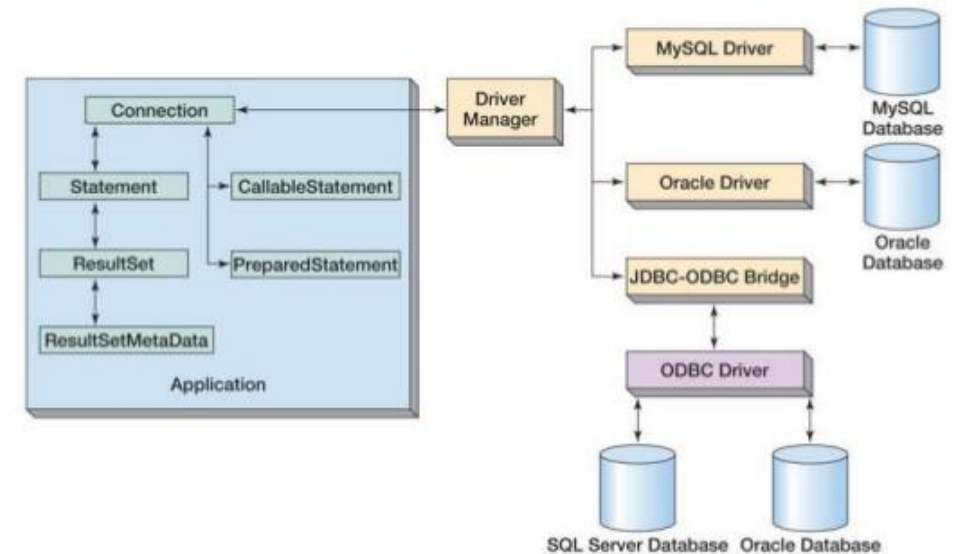 Connection
Statement
CallableStatement
ResultSet
PreparedStatement
ResultSetMetaData
Application
Driver
Manager
MySQL Driver
MySQL
Database
Oracle Driver
Oracle
Database
JDBC-ODBC Bridge
ODBC Driver
SQL Server Database
Oracle Database